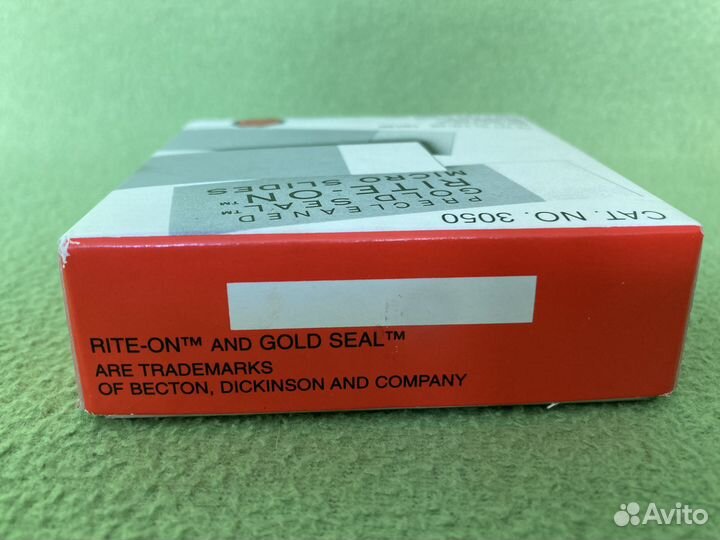 PRECLEANED
GOLD SEAL™
RITE-ON™
MICRO SLIDES
CAT. NO. 3050
RITE-ON™ AND GOLD SEAL™
ARE TRADEMARKS
OF BECTON, DICKINSON AND COMPANY
Avito